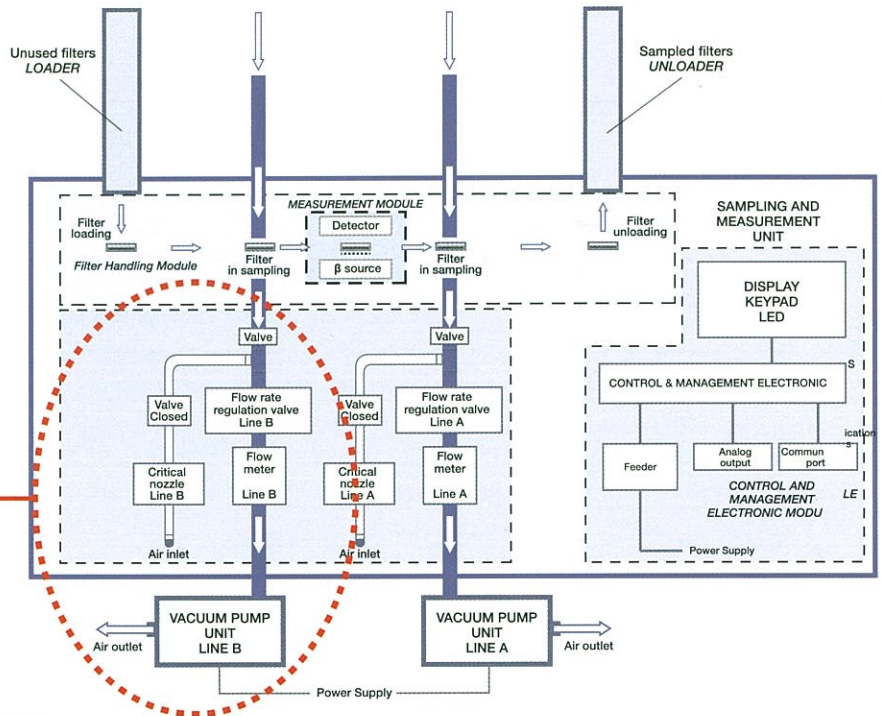 Unused filters
LOADER
Sampled filters
UNLOADER
MEASUREMENT MODULE
Detector
β source
Filter
loading
Filter Handling Module
Filter
in sampling
Filter
in sampling
Filter
unloading
SAMPLING AND
MEASUREMENT
UNIT
DISPLAY
KEYPAD
LED
CONTROL & MANAGEMENT ELECTRONIC
S
Feeder
Analog
output
Commun
port
ication
s
CONTROL AND
MANAGEMENT
ELECTRONIC MODU
LE
Power Supply
Valve
Valve
Valve
Closed
Flow rate
regulation valve
Line B
Valve
Closed
Flow rate
regulation valve
Line A
Critical
nozzle
Line B
Flow
meter
Line B
Critical
nozzle
Line A
Flow
meter
Line A
Air inlet
Air inlet
VACUUM PUMP
UNIT
LINE B
VACUUM PUMP
UNIT
LINE A
Air outlet
Air outlet
Power Supply